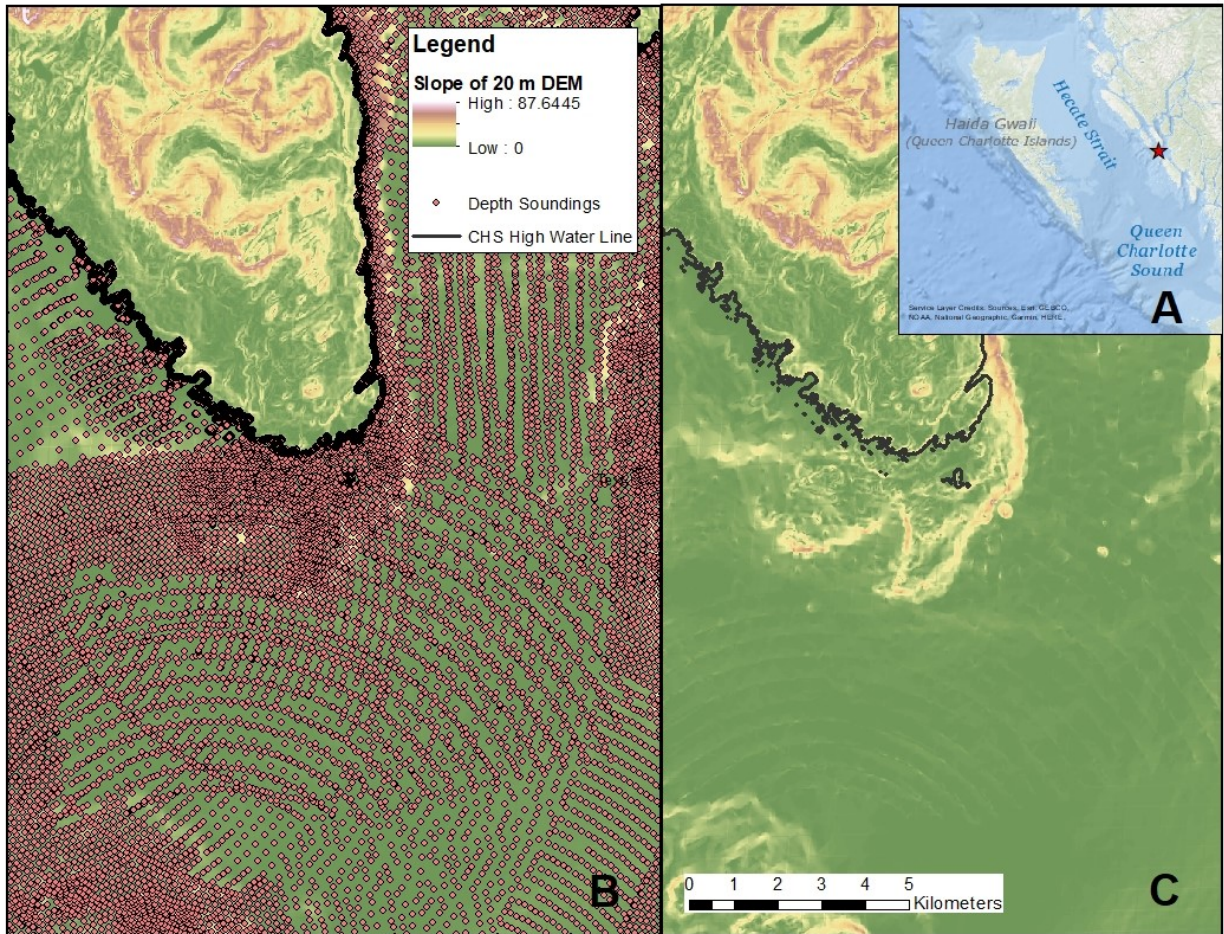 Legend
Slope of 20 m DEM
High : 87.6445
Low : 0
Depth Soundings
CHS High Water Line
B
Haida Gwaii
(Queen Charlotte Islands)
Hecate Strait
Queen
Charlotte
Sound
Service Layer Credits: Sources, Esri, GEBCO,
NOAA, National Geographic, Garmin, HERE,
A
0 1 2 3 4 5
Kilometers
C